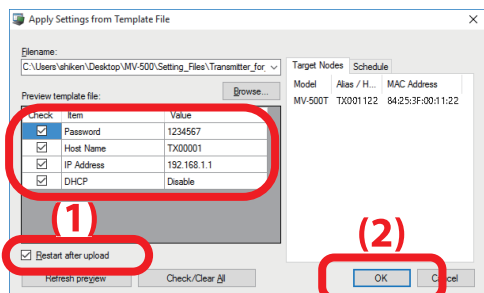 Apply Settings from Template File
Filename:
C:\Users\shiken\Desktop\MV-500\Setting_Files\Transmitter_for_
Browse...
Preview template file:
Check Item Value
Password 1234567
Host Name TX00001
IP Address 192.168.1.1
DHCP Disable
(1)
Restart after upload
Refresh preview Check/Clear All
Target Nodes Schedule
Model Alias / H... MAC Address
MV-500T TX001122 84:25:3F:00:11:22
(2)
OK Cancel